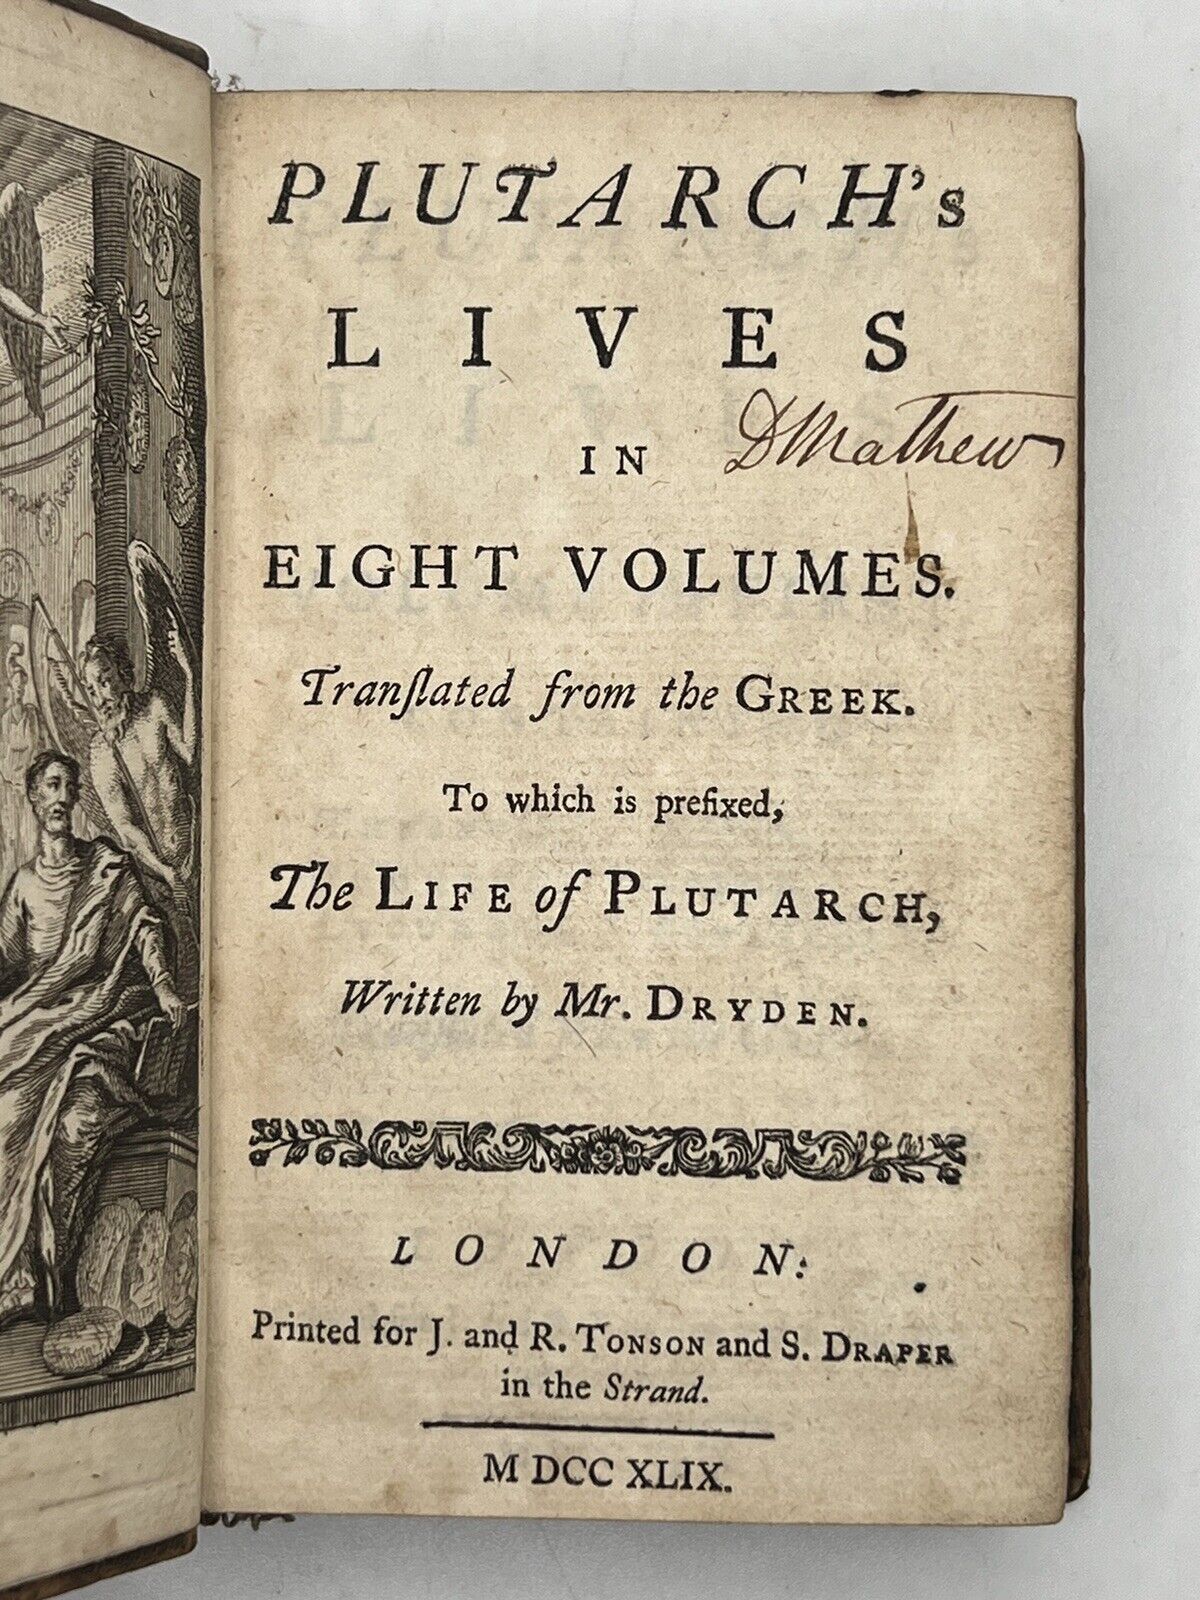 PLUTARCH's
LIVES
IN
D Mathew
EIGHT VOLUMES.
Tranſlated from the GREEK.
To which is prefixed,
The LIFE of PLUTARCH,
Written by Mr. DRYDEN.
LONDON:
Printed for J. and R. TONSON and S. DRAPER
in the Strand.
M DCC XLIX.